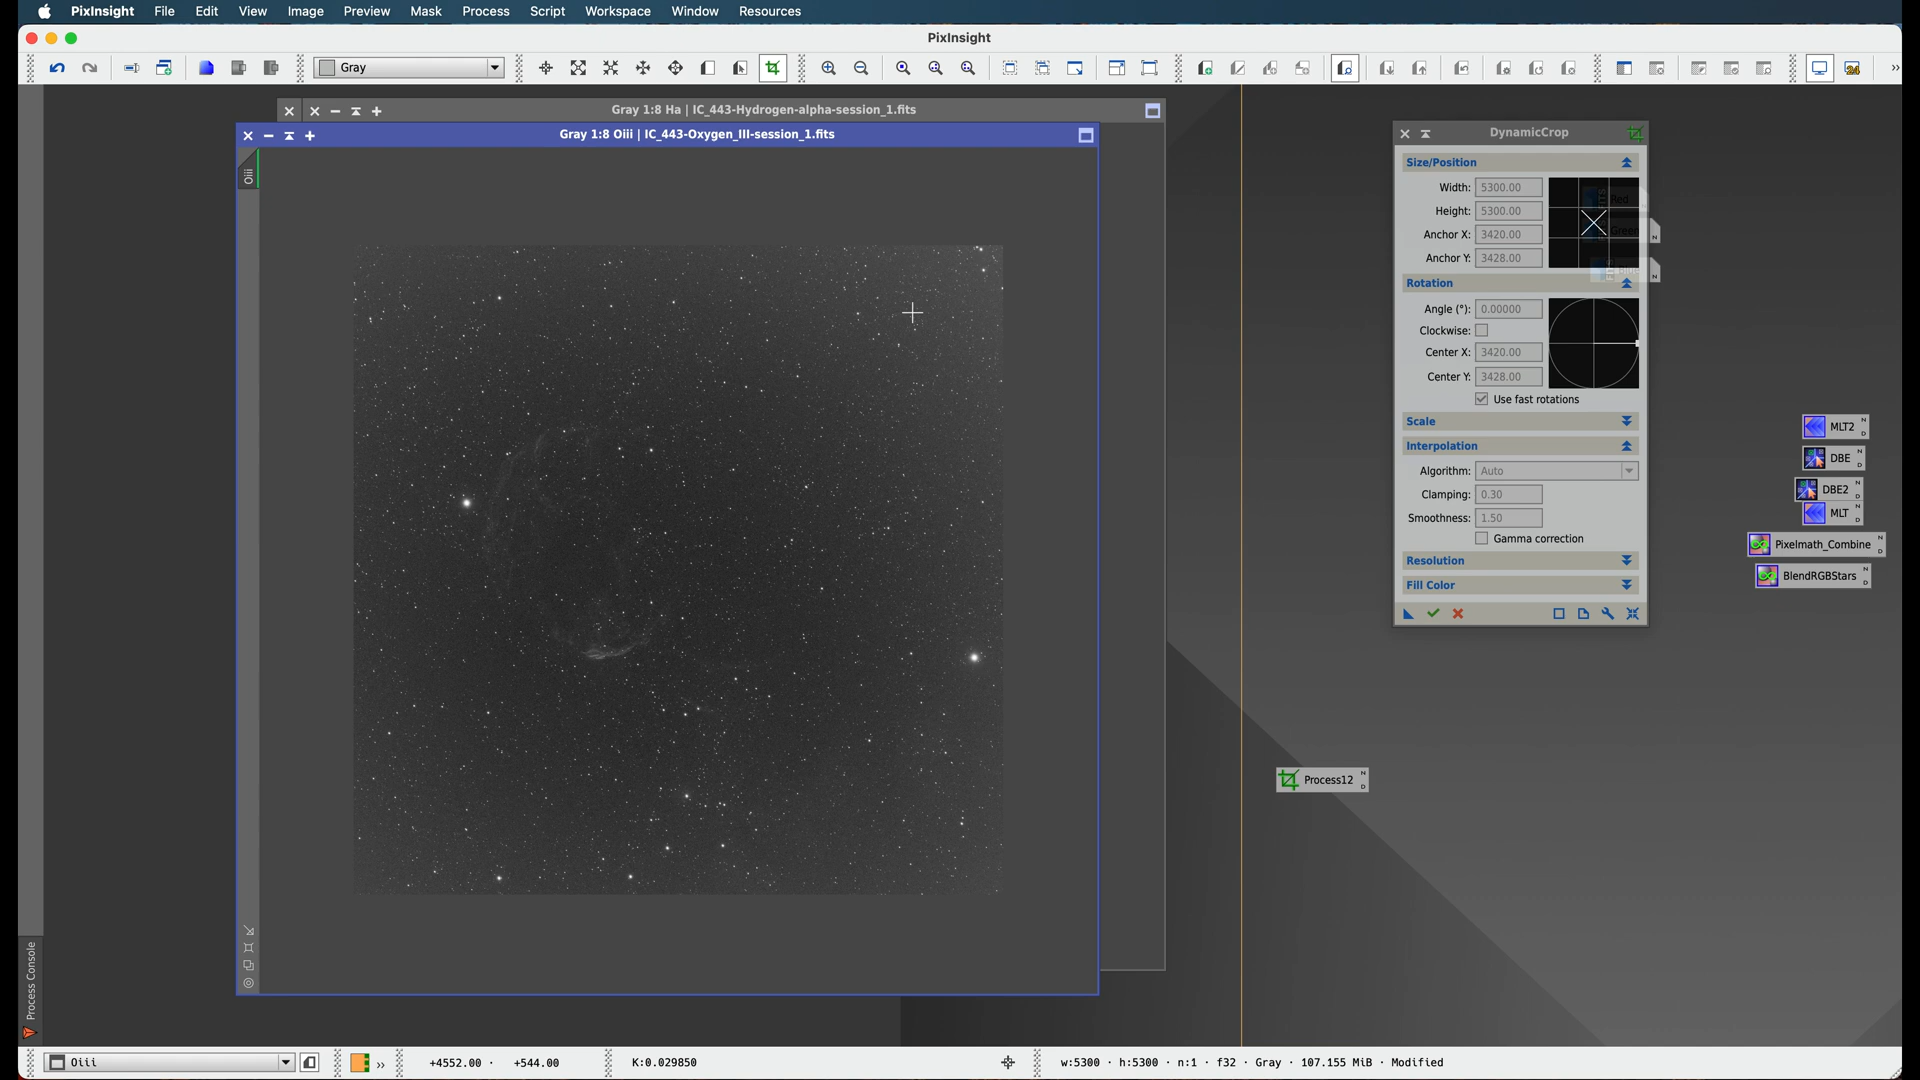 PixInsight File Edit View Image Preview Mask Process Script Workspace Window Resources
PixInsight
Gray
24
Gray 1:8 Ha | IC_443-Hydrogen-alpha-session_1.fits
Gray 1:8 Oiii | IC_443-Oxygen_III-session_1.fits
Oiii
DynamicCrop
Size/Position
Width: 5300.00
Height: 5300.00
Anchor X: 3420.00
Anchor Y: 3428.00
Red
Green
Blue
Rotation
Angle (°): 0.00000
Clockwise:
Center X: 3420.00
Center Y: 3428.00
Use fast rotations
Scale
Interpolation
Algorithm: Auto
Clamping: 0.30
Smoothness: 1.50
Gamma correction
Resolution
Fill Color
MLT2 N D
DBE N D
DBE2 N D
MLT N D
Pixelmath_Combine N D
BlendRGBStars N D
Process12 N D
Process Console
Oiii
+4552.00 · +544.00
K:0.029850
w:5300 · h:5300 · n:1 · f32 · Gray · 107.155 MiB · Modified